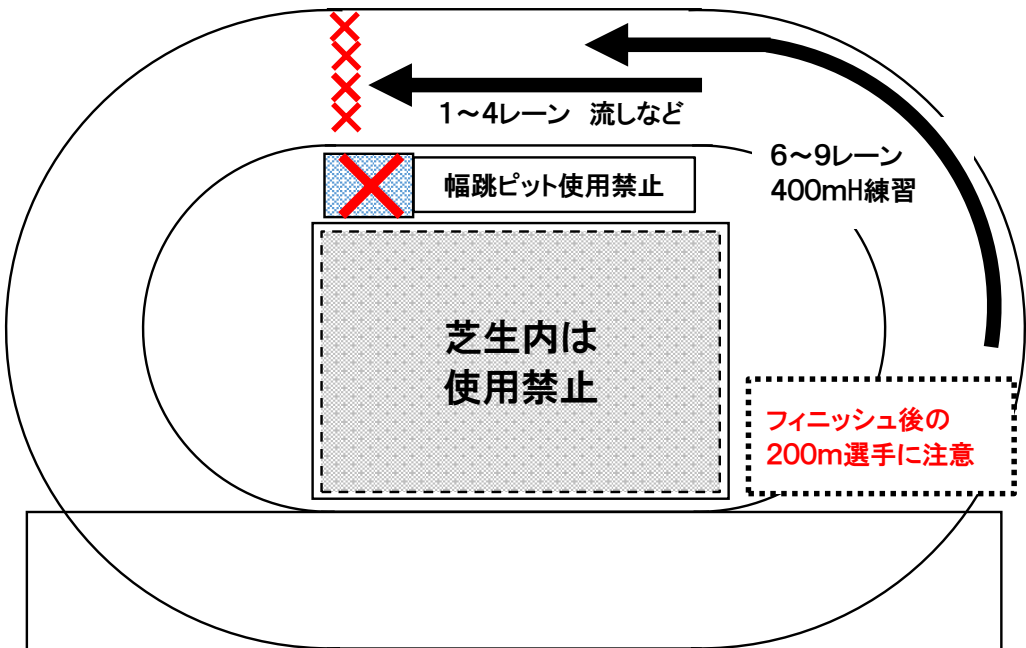 1～4レーン 流しなど
6～9レーン
400mH練習
幅跳ピット使用禁止
芝生内は
使用禁止
フィニッシュ後の
200m選手に注意